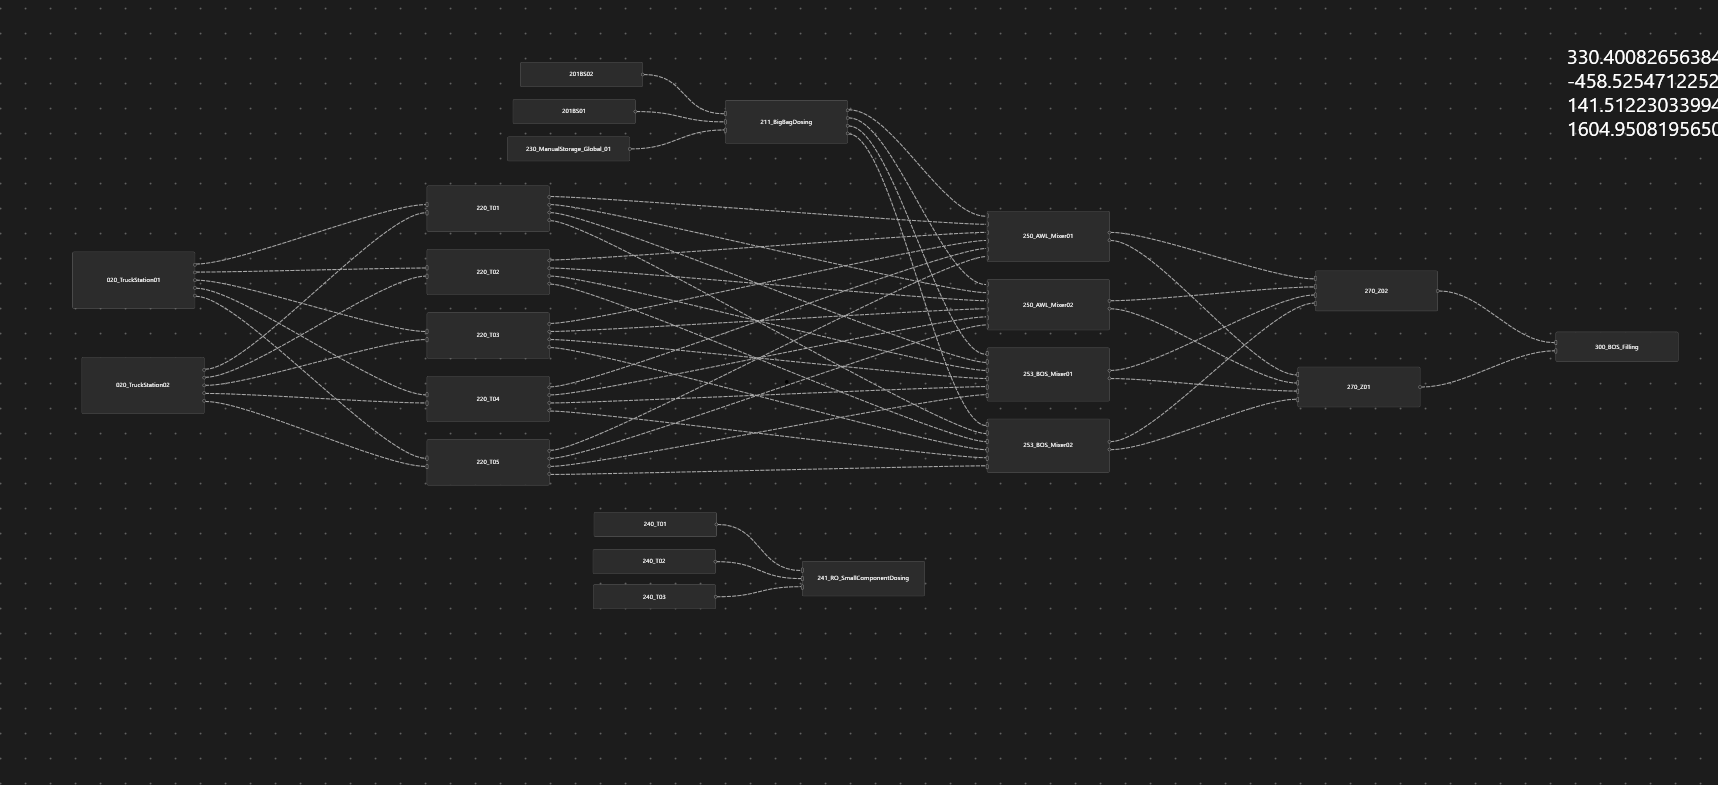 330.40082656384
-458.5254712252
141.51223033994
1604.9508195650
201BS02
201BS01
230_ManualStorage_Global_01
211_BigBagDosing
220_T01
220_T02
220_T03
220_T04
220_T05
020_TruckStation01
020_TruckStation02
250_AWL_Mixer01
250_AWL_Mixer02
253_BOS_Mixer01
253_BOS_Mixer02
270_Z02
270_Z01
300_BOS_Filling
240_T01
240_T02
240_T03
241_RO_SmallComponentDosing